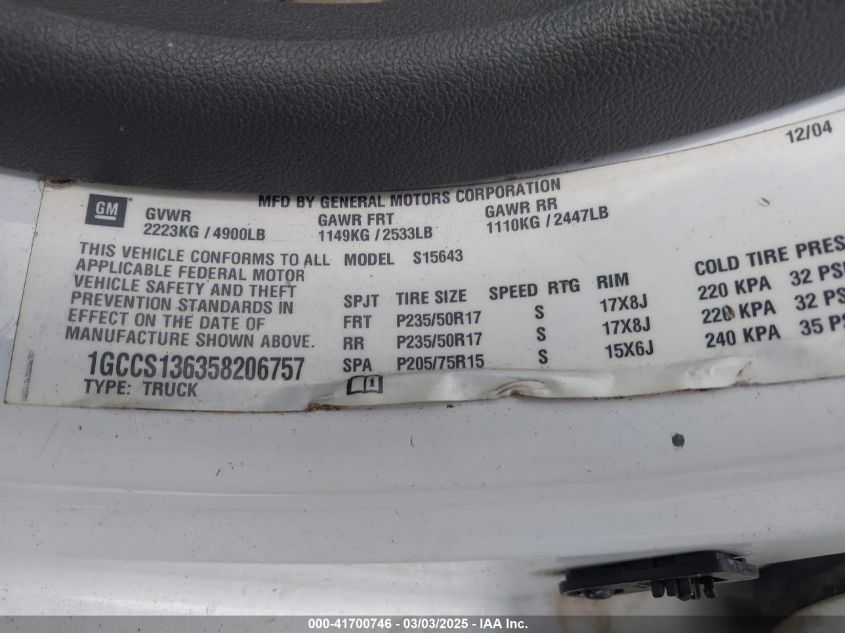 12/04
MFD BY GENERAL MOTORS CORPORATION
GM
GVWR GAWR FRT GAWR RR
2223KG / 4900LB 1149KG / 2533LB 1110KG / 2447LB
THIS VEHICLE CONFORMS TO ALL MODEL S15643
APPLICABLE FEDERAL MOTOR
VEHICLE SAFETY AND THEFT
PREVENTION STANDARDS IN
EFFECT ON THE DATE OF
MANUFACTURE SHOWN ABOVE.
SPJT TIRE SIZE SPEED RTG RIM COLD TIRE PRES
FRT P235/50R17 S 17X8J 220 KPA 32 PS
RR P235/50R17 S 17X8J 220 KPA 32 PS
SPA P205/75R15 S 15X6J 240 KPA 35 PS
1GCCS136358206757
TYPE: TRUCK
000-41700746 - 03/03/2025 - IAA Inc.